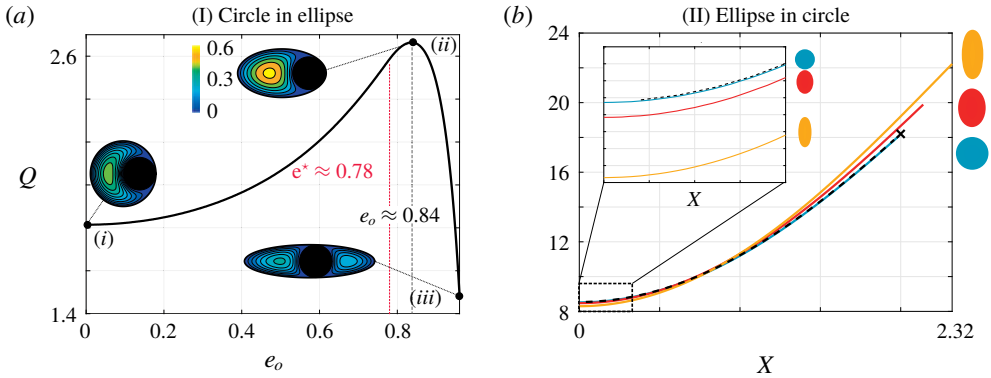 (a)
(I) Circle in ellipse
2.6
0.6
0.3
0
(ii)
Q
e⋆ ≈ 0.78
(i)
e_o ≈ 0.84
(iii)
1.4
0
0.2
0.4
0.6
0.8
e_o
(b)
(II) Ellipse in circle
24
20
16
12
8
X
0
2.32
X